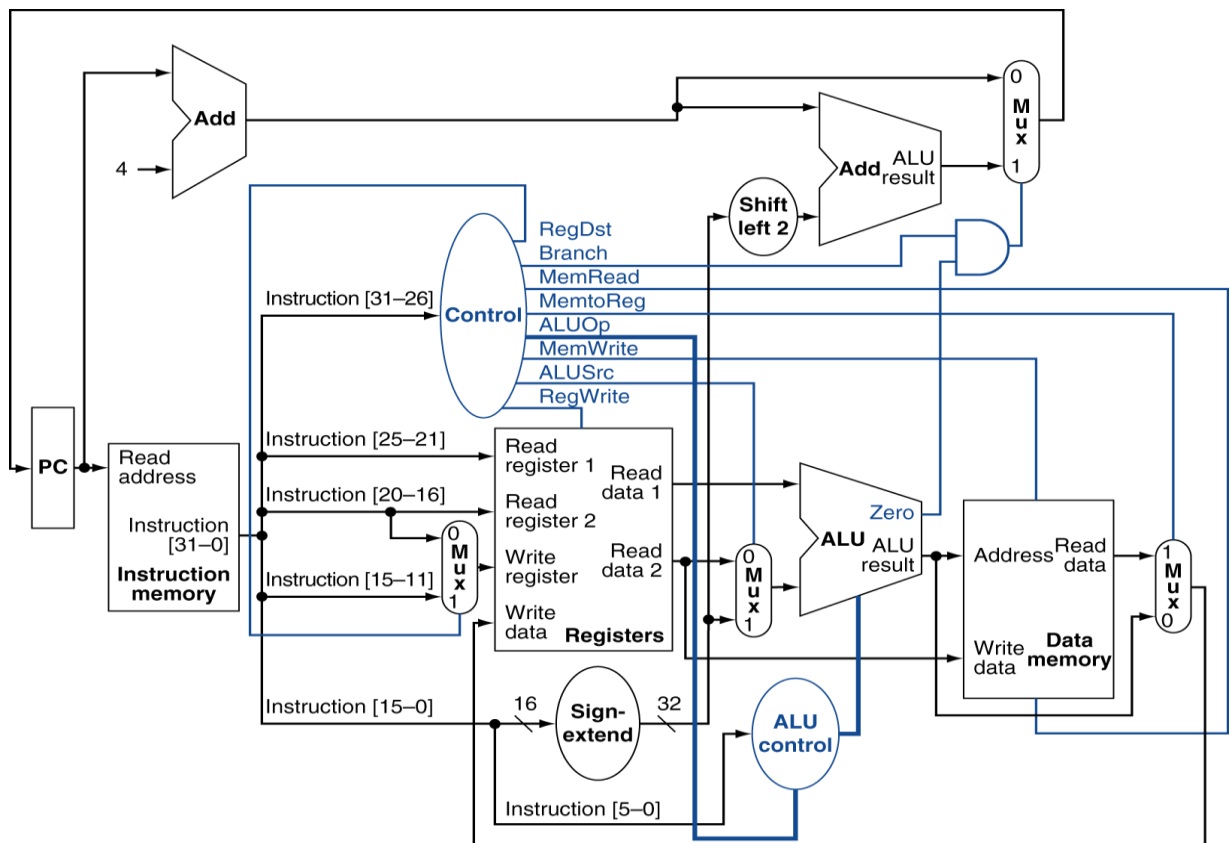 Add
4
0
Mux
1
Add
ALU
result
Shift
left 2
RegDst
Branch
MemRead
MemtoReg
ALUOp
MemWrite
ALUSrc
RegWrite
Control
Instruction [31–26]
Instruction [25–21]
Instruction [20–16]
Instruction [15–11]
Instruction [15–0]
Instruction [5–0]
PC
Read
address
Instruction
[31–0]
Instruction
memory
0
Mux
1
Read
register 1
Read
register 2
Write
register
Write
data
Read
data 1
Read
data 2
Registers
0
Mux
1
Zero
ALU
ALU
result
Address
Read
data
Write
data
Data
memory
1
Mux
0
16
Sign-
extend
32
ALU
control